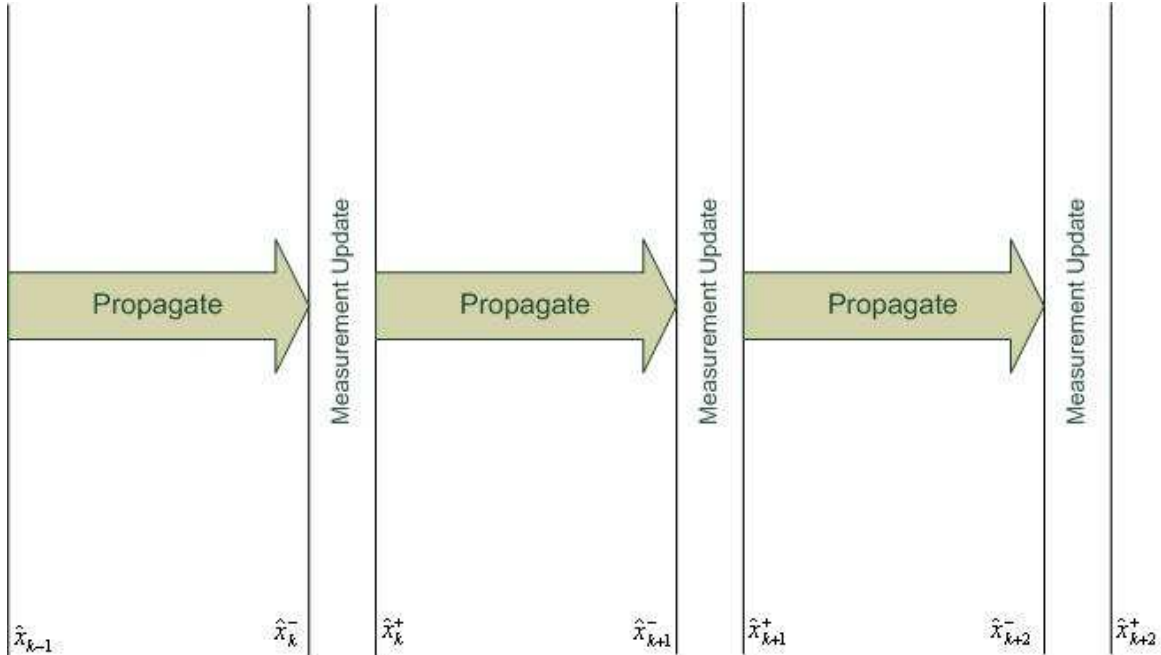 Propagate
Measurement Update
Propagate
Measurement Update
Propagate
Measurement Update
x̂ₖ₋₁
x̂ₖ⁻
x̂ₖ⁺
x̂ₖ₊₁⁻
x̂ₖ₊₁⁺
x̂ₖ₊₂⁻
x̂ₖ₊₂⁺